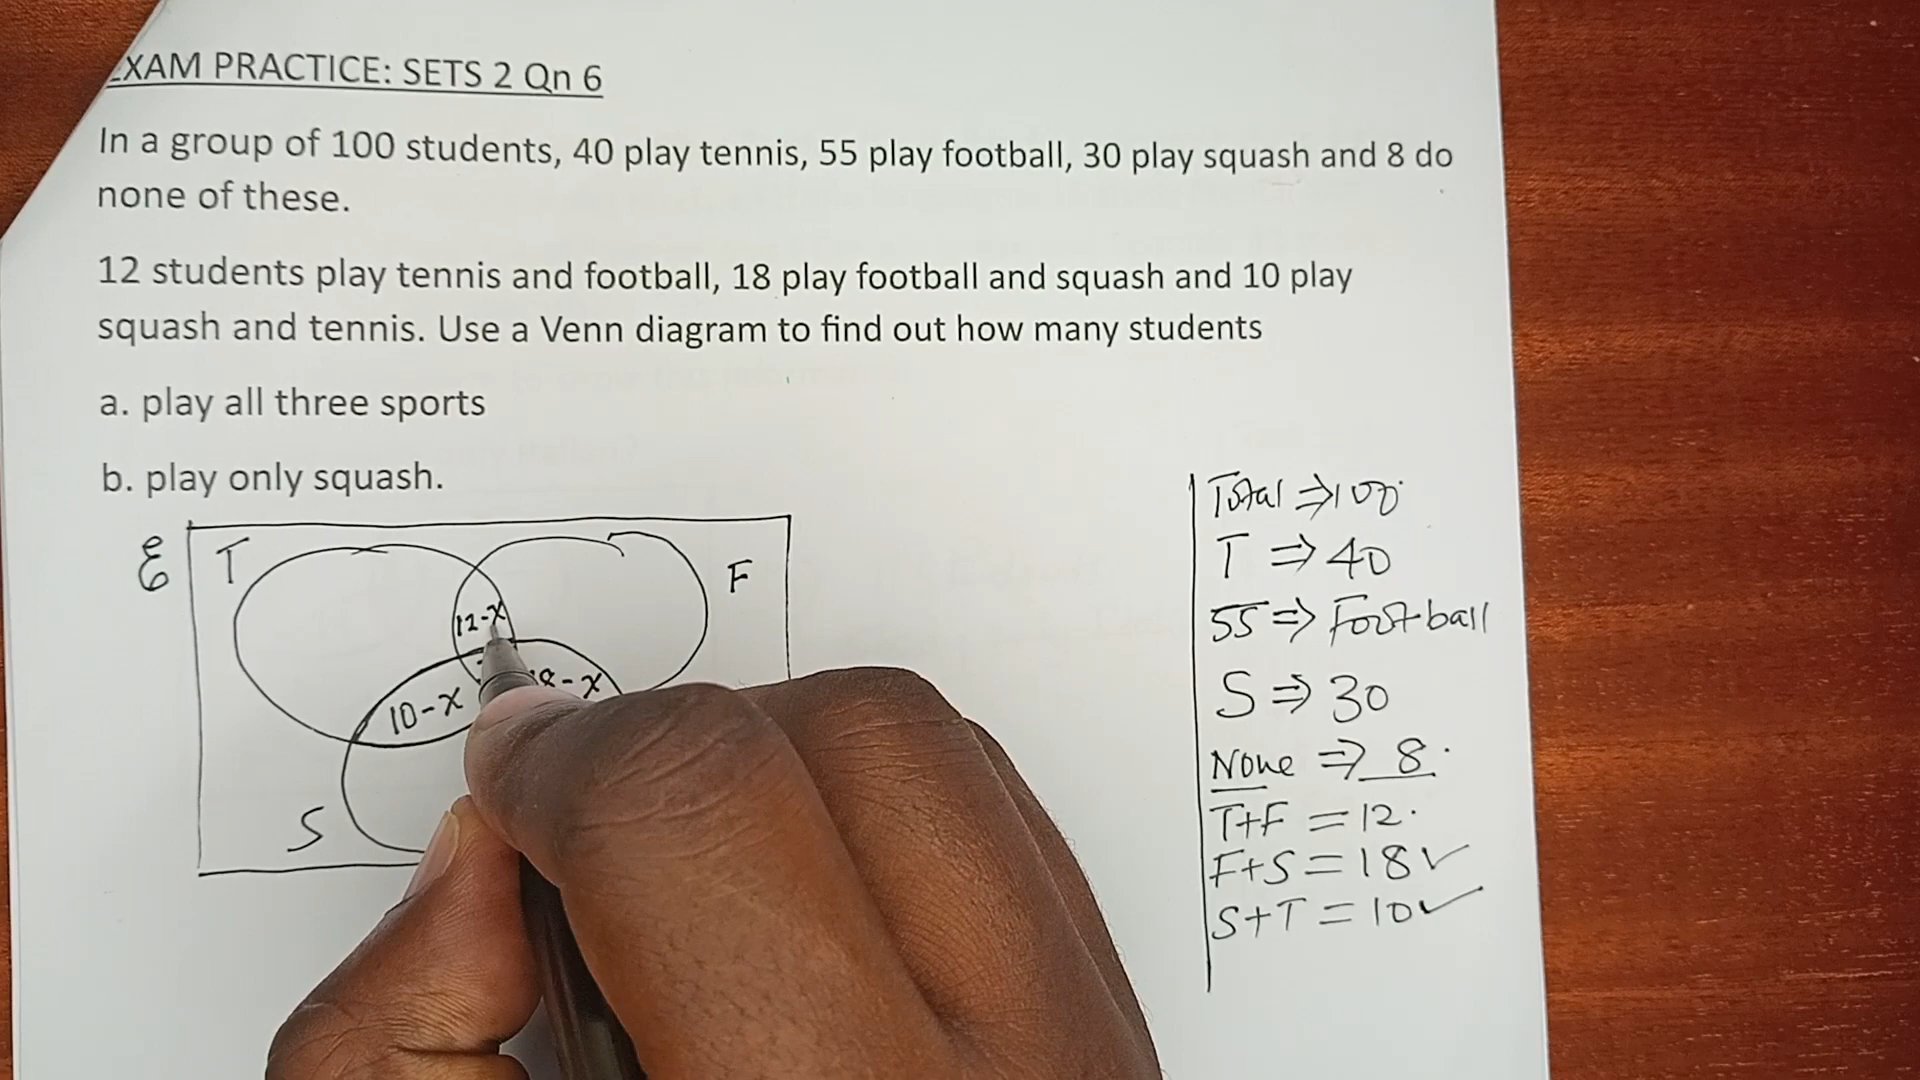 EXAM PRACTICE: SETS 2 Qn 6
In a group of 100 students, 40 play tennis, 55 play football, 30 play squash and 8 do
none of these.
12 students play tennis and football, 18 play football and squash and 10 play
squash and tennis. Use a Venn diagram to find out how many students
a. play all three sports
b. play only squash.
ℰ T F
12-x
10-x 18-x
S
Total ⇒ 100
T ⇒ 40
55 ⇒ Football
S ⇒ 30
None ⇒ 8.
T+F = 12.
F+S = 18 ✓
S+T = 10 ✓